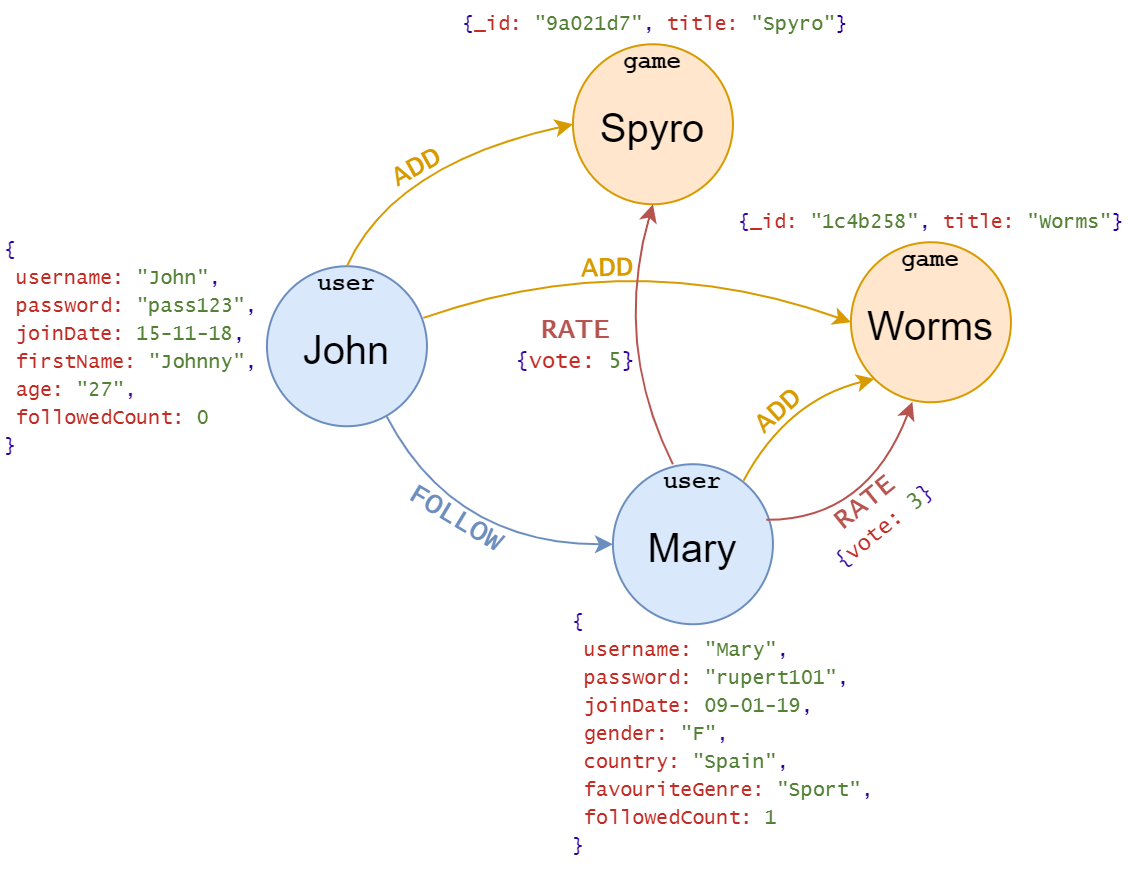 {_id: "9a021d7", title: "Spyro"}
game
Spyro
ADD
{_id: "1c4b258", title: "Worms"}
game
Worms
{
username: "John",
password: "pass123",
joinDate: 15-11-18,
firstName: "Johnny",
age: "27",
followedCount: 0
}
user
John
ADD
RATE
{vote: 5}
ADD
RATE
{vote: 3}
FOLLOW
user
Mary
{
username: "Mary",
password: "rupert101",
joinDate: 09-01-19,
gender: "F",
country: "Spain",
favouriteGenre: "Sport",
followedCount: 1
}